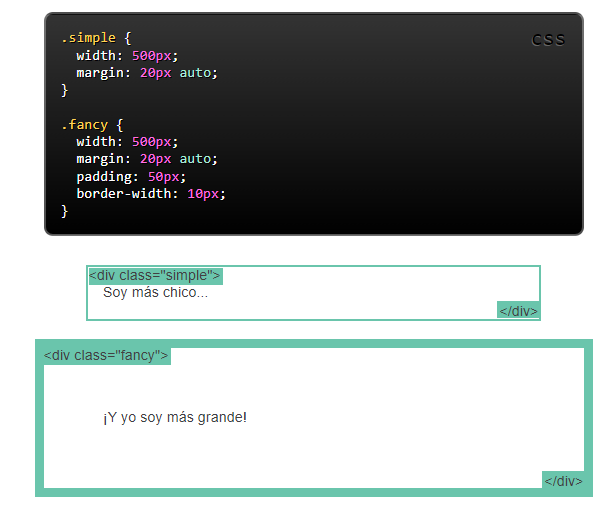 css
.simple {
  width: 500px;
  margin: 20px auto;
}

.fancy {
  width: 500px;
  margin: 20px auto;
  padding: 50px;
  border-width: 10px;
}
<div class="simple">
Soy más chico...
</div>
<div class="fancy">
¡Y yo soy más grande!
</div>